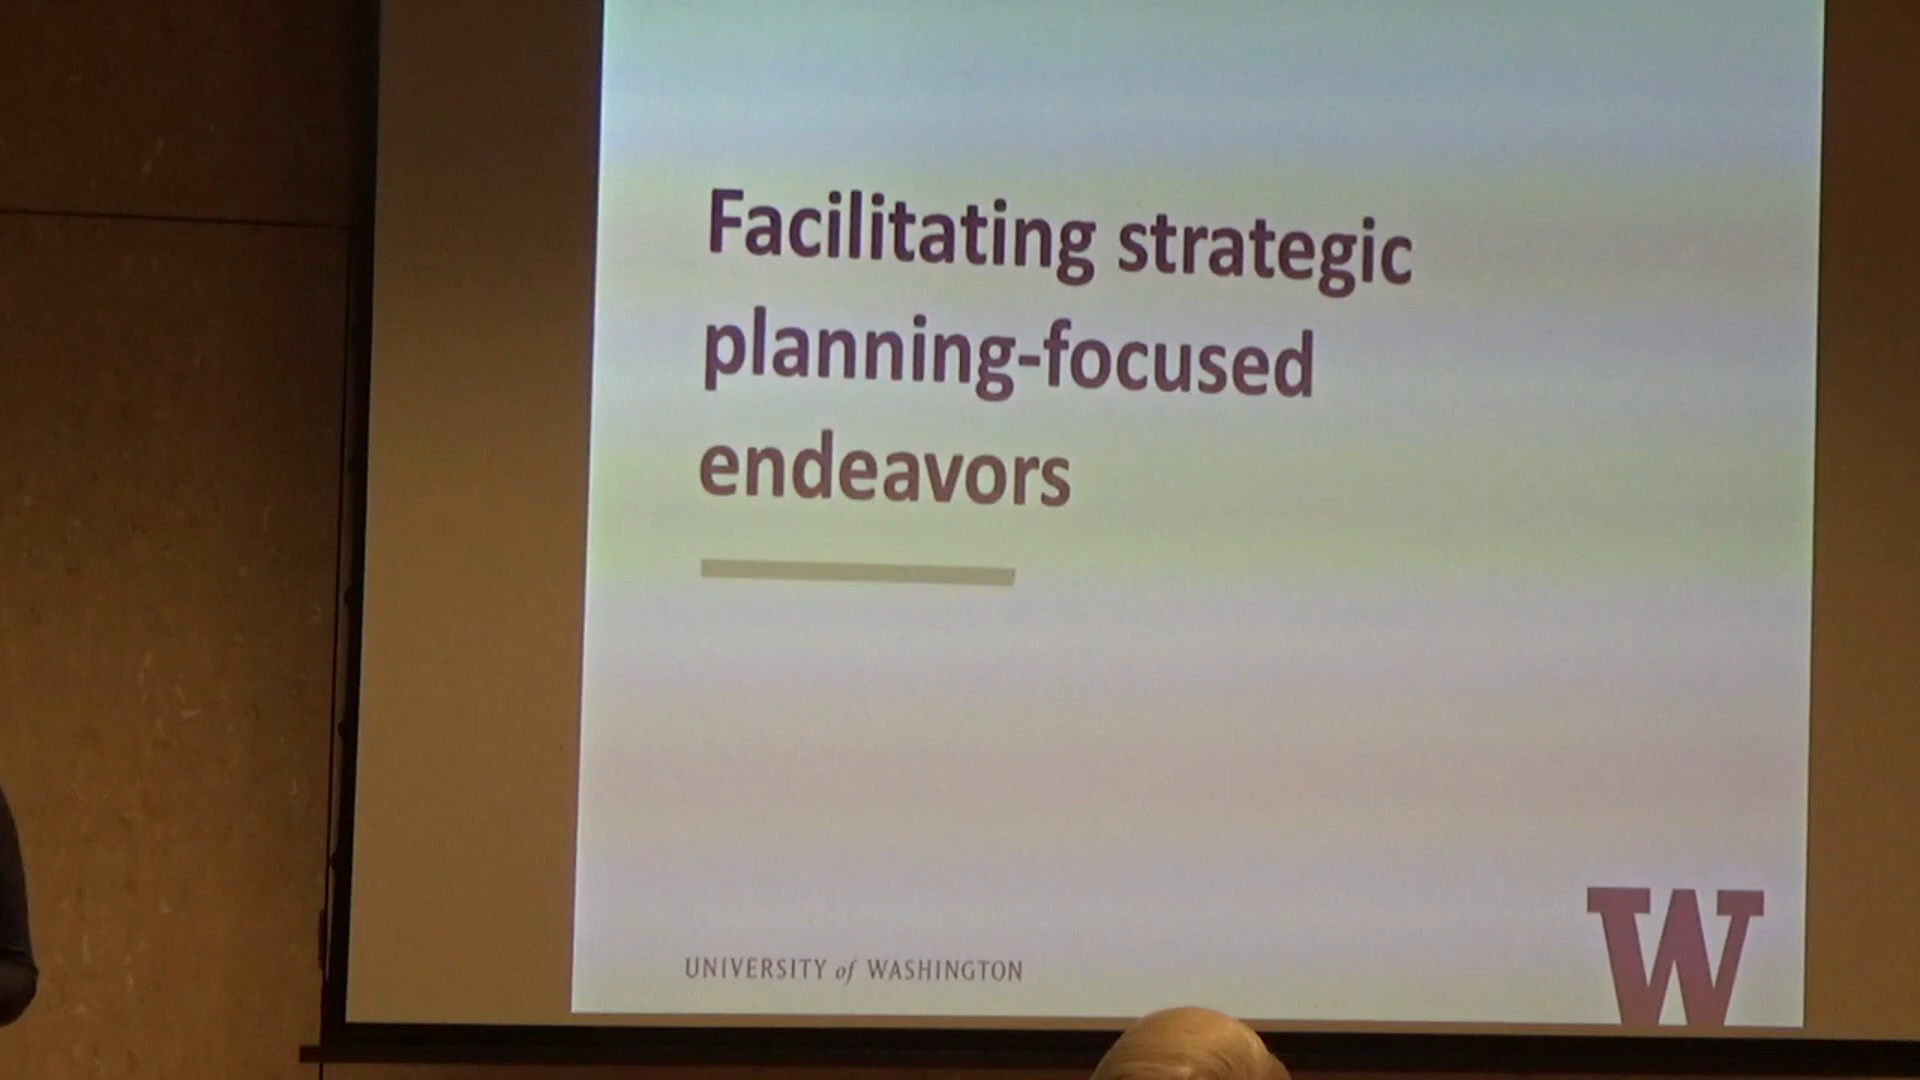 Facilitating strategic
planning-focused
endeavors
UNIVERSITY of WASHINGTON
W